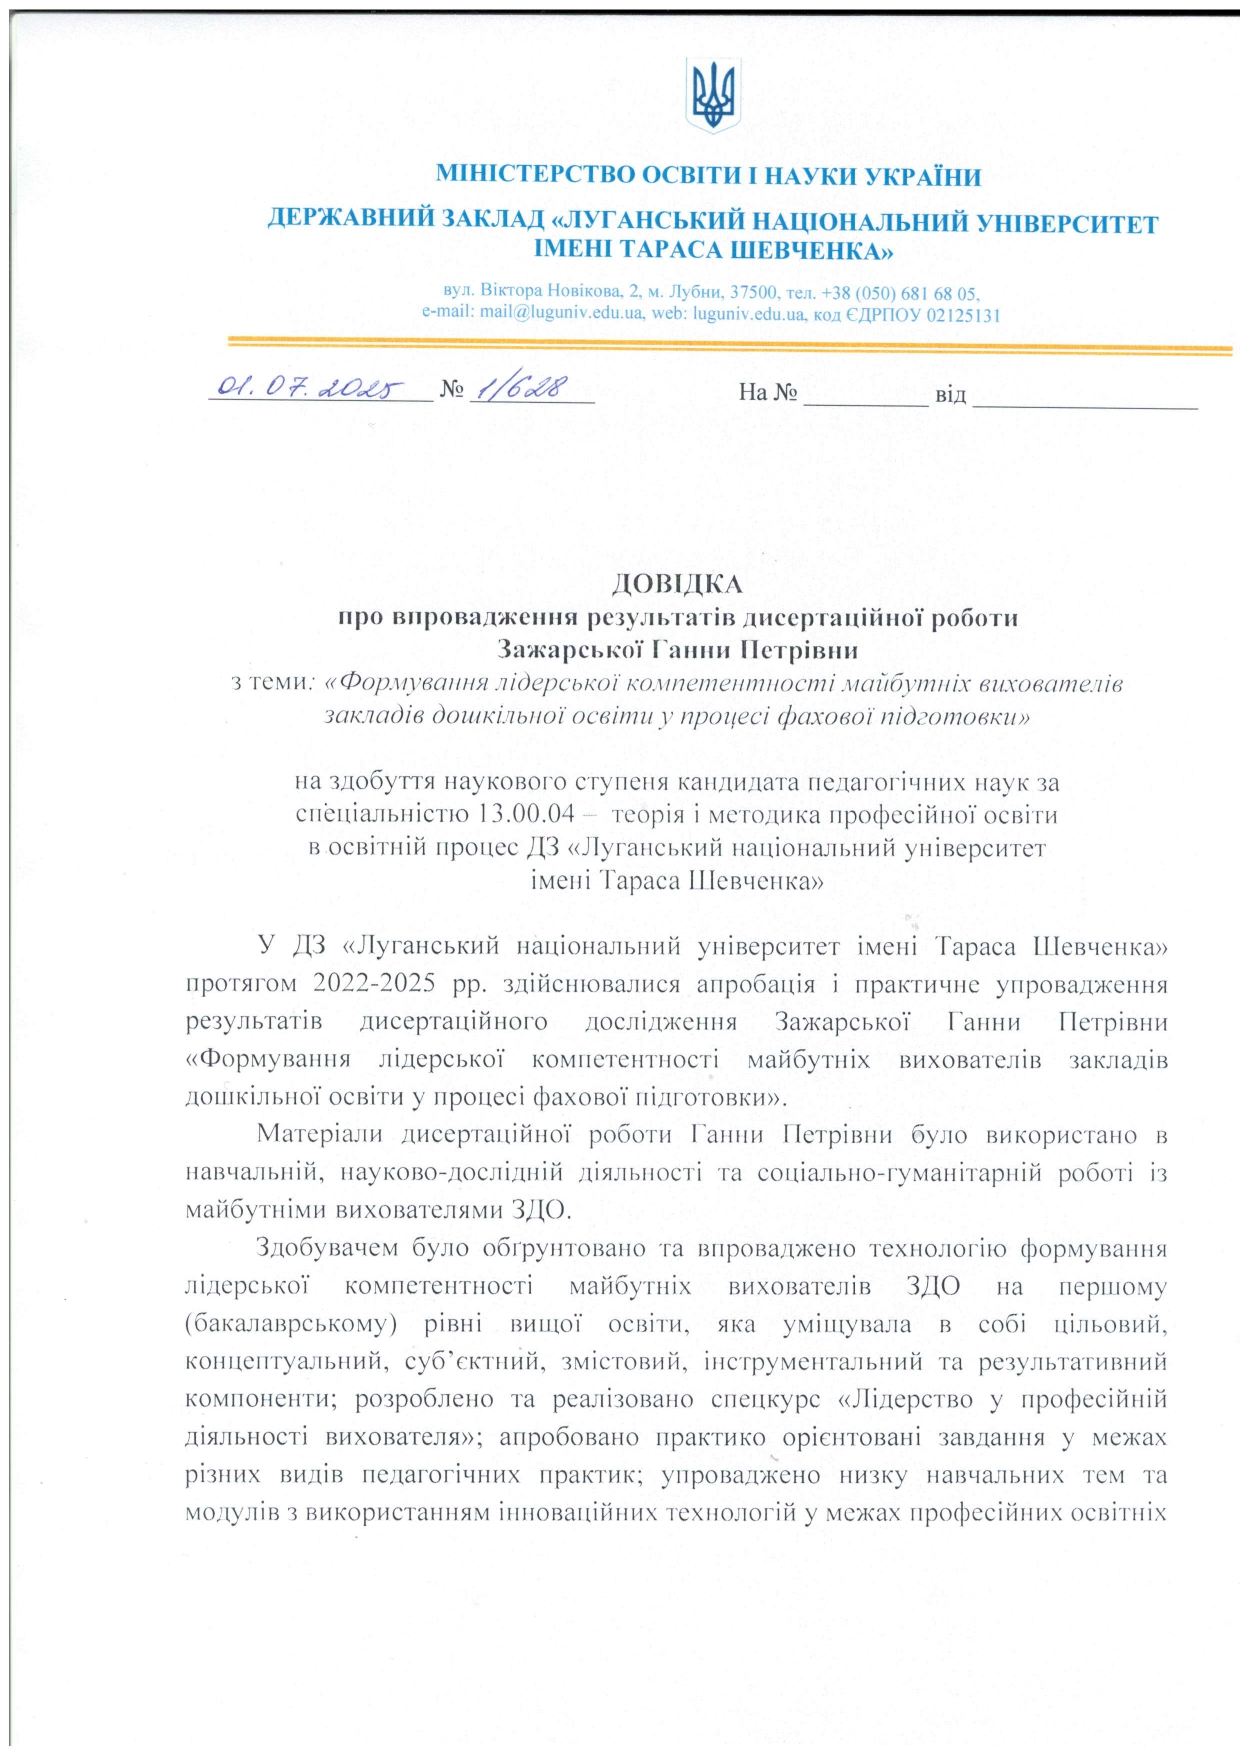 МІНІСТЕРСТВО ОСВІТИ І НАУКИ УКРАЇНИ
ДЕРЖАВНИЙ ЗАКЛАД «ЛУГАНСЬКИЙ НАЦІОНАЛЬНИЙ УНІВЕРСИТЕТ
ІМЕНІ ТАРАСА ШЕВЧЕНКА»
вул. Віктора Новікова, 2, м. Лубни, 37500, тел. +38 (050) 681 68 05,
e-mail: mail@luguniv.edu.ua, web: luguniv.edu.ua, код ЄДРПОУ 02125131
01.07.2025 № 1/628 На № __________ від __________________
ДОВІДКА
про впровадження результатів дисертаційної роботи
Зажарської Ганни Петрівни
з теми: «Формування лідерської компетентності майбутніх вихователів
закладів дошкільної освіти у процесі фахової підготовки»
на здобуття наукового ступеня кандидата педагогічних наук за
спеціальністю 13.00.04 – теорія і методика професійної освіти
в освітній процес ДЗ «Луганський національний університет
імені Тараса Шевченка»
У ДЗ «Луганський національний університет імені Тараса Шевченка»
протягом 2022-2025 рр. здійснювалися апробація і практичне упровадження
результатів дисертаційного дослідження Зажарської Ганни Петрівни
«Формування лідерської компетентності майбутніх вихователів закладів
дошкільної освіти у процесі фахової підготовки».
Матеріали дисертаційної роботи Ганни Петрівни було використано в
навчальній, науково-дослідній діяльності та соціально-гуманітарній роботі із
майбутніми вихователями ЗДО.
Здобувачем було обґрунтовано та впроваджено технологію формування
лідерської компетентності майбутніх вихователів ЗДО на першому
(бакалаврському) рівні вищої освіти, яка уміщувала в собі цільовий,
концептуальний, суб’єктний, змістовий, інструментальний та результативний
компоненти; розроблено та реалізовано спецкурс «Лідерство у професійній
діяльності вихователя»; апробовано практико орієнтовані завдання у межах
різних видів педагогічних практик; упроваджено низку навчальних тем та
модулів з використанням інноваційних технологій у межах професійних освітніх